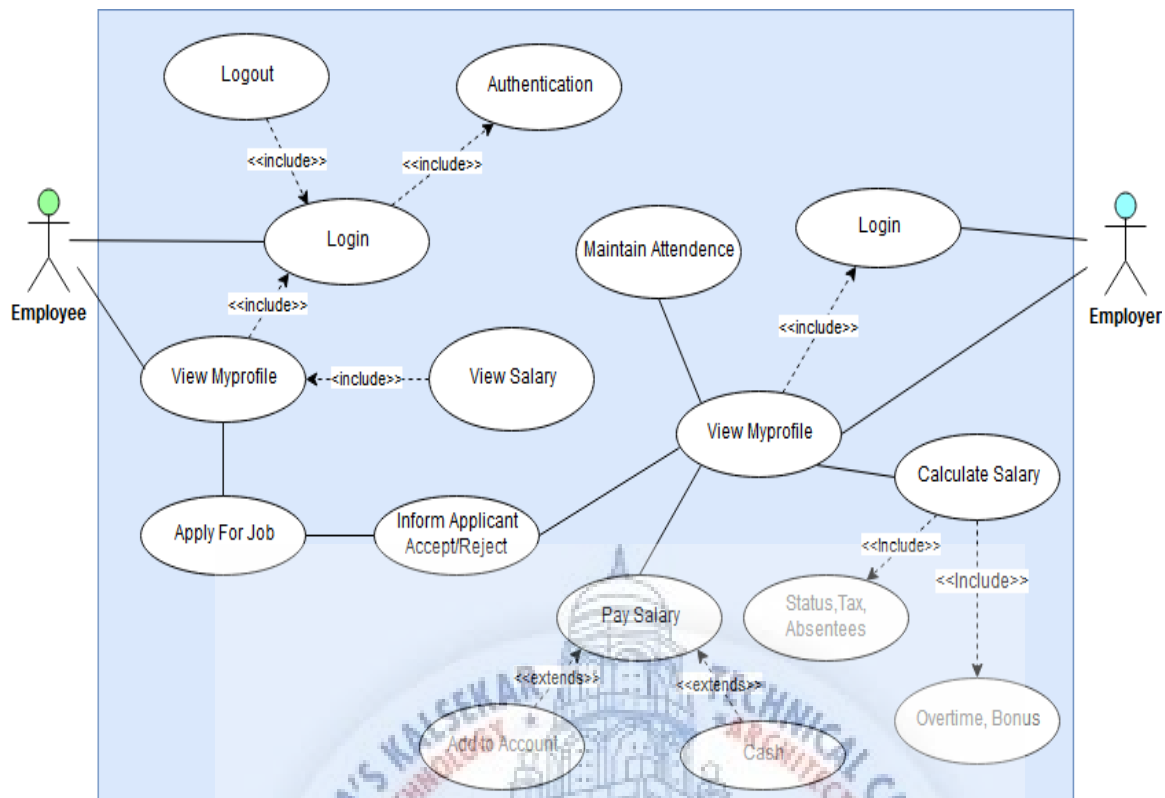 Logout
Authentication
<<include>>
<<include>>
Employee
Login
Maintain Attendence
Login
Employer
<<include>>
<<include>>
View Myprofile
<include>>
View Salary
View Myprofile
Calculate Salary
Apply For Job
Inform Applicant
Accept/Reject
<<Include>>
<<Include>>
Status,Tax,
Absentees
Pay Salary
<<extends>>
<<extends>>
Overtime, Bonus
Add to Account
Cash
KALSEKAR
TECHNICAL